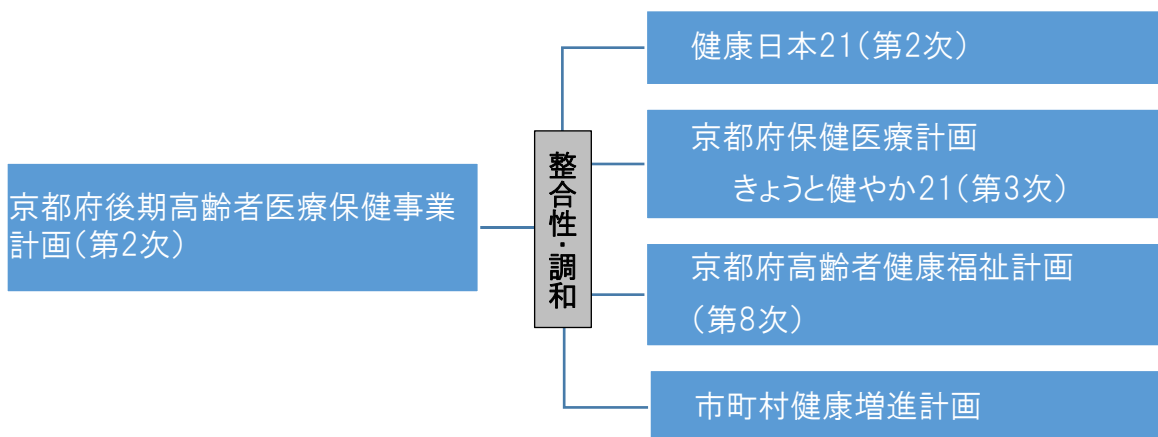 京都府後期高齢者医療保健事業
計画(第2次)
整合性・調和
健康日本21(第2次)
京都府保健医療計画
きょうと健やか21(第3次)
京都府高齢者健康福祉計画
(第8次)
市町村健康増進計画